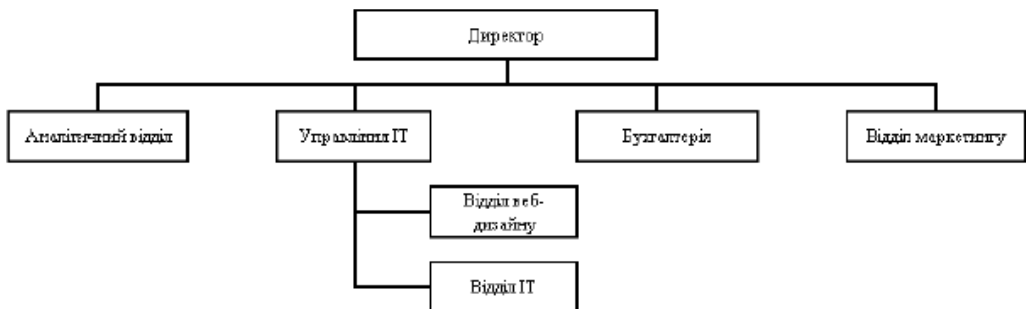 Директор
Аналітичний відділ
Управління ІТ
Бухгалтерія
Відділ маркетингу
Відділ веб-
дизайну
Відділ ІТ